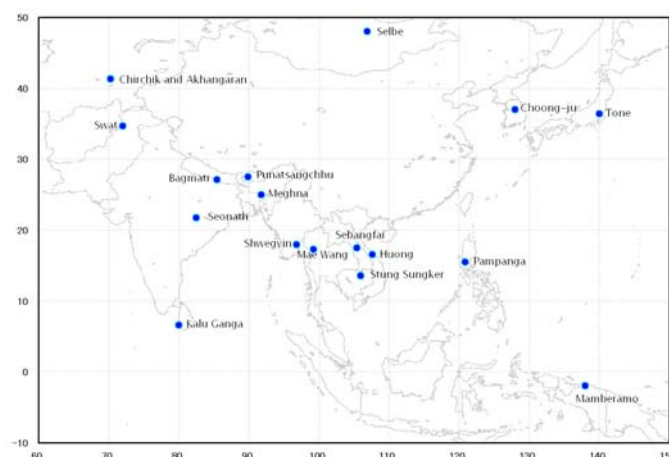 50
Selbe
40
Chirchik and Akhangaran
Choong-ju
Tone
Swat
30
Bagmati
Punatsangchhu
Meghna
Seonath
20
Shwegyin
Mae Wang
Sebangfai
Huong
Stung Sungker
Pampanga
10
Kalu Ganga
0
Mamberamo
-10
60
70
80
90
100
110
120
130
140
150